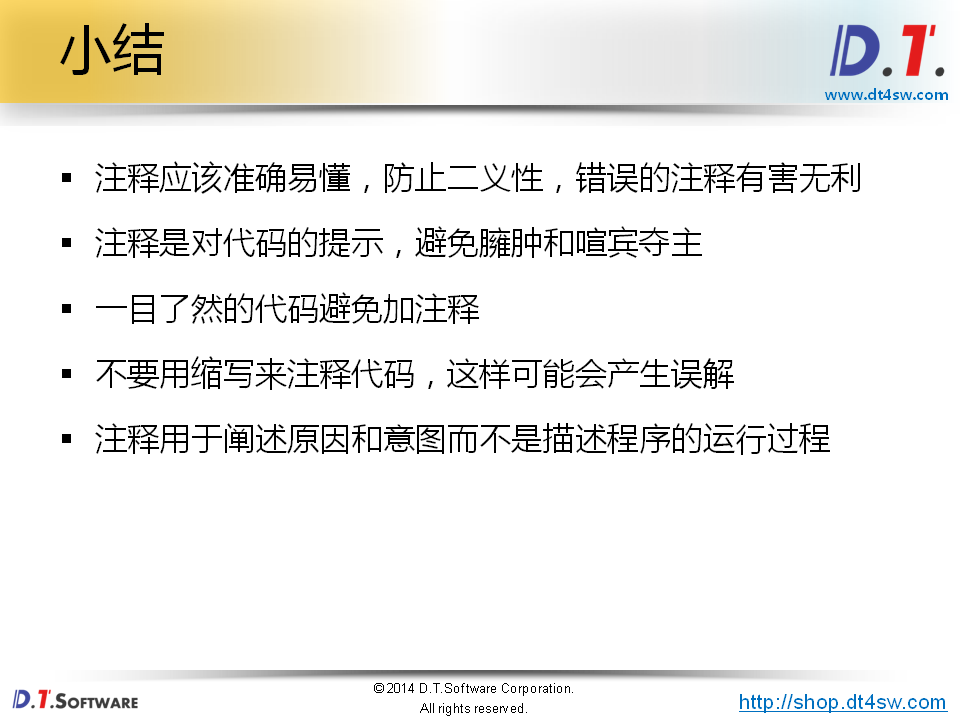 小结
D.T.
www.dt4sw.com
▪ 注释应该准确易懂，防止二义性，错误的注释有害无利
▪ 注释是对代码的提示，避免臃肿和喧宾夺主
▪ 一目了然的代码避免加注释
▪ 不要用缩写来注释代码，这样可能会产生误解
▪ 注释用于阐述原因和意图而不是描述程序的运行过程
D.T.SOFTWARE
©2014 D.T.Software Corporation.
All rights reserved.
http://shop.dt4sw.com